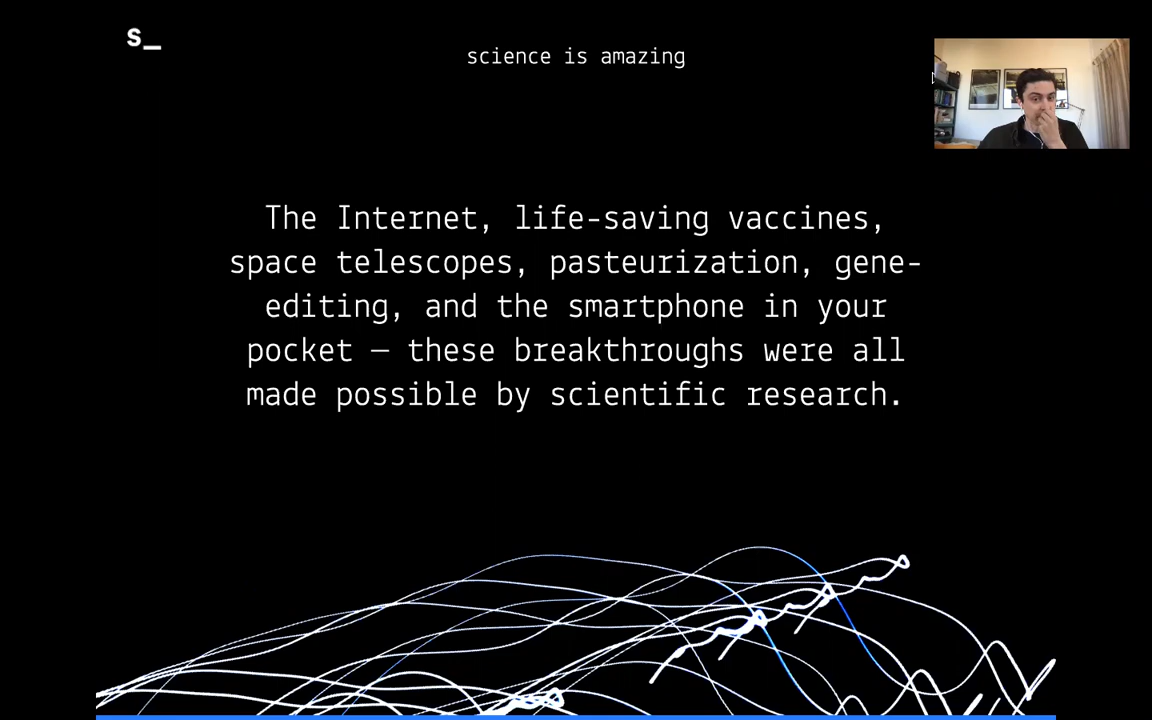 s_
science is amazing
The Internet, life-saving vaccines,
space telescopes, pasteurization, gene-
editing, and the smartphone in your
pocket — these breakthroughs were all
made possible by scientific research.